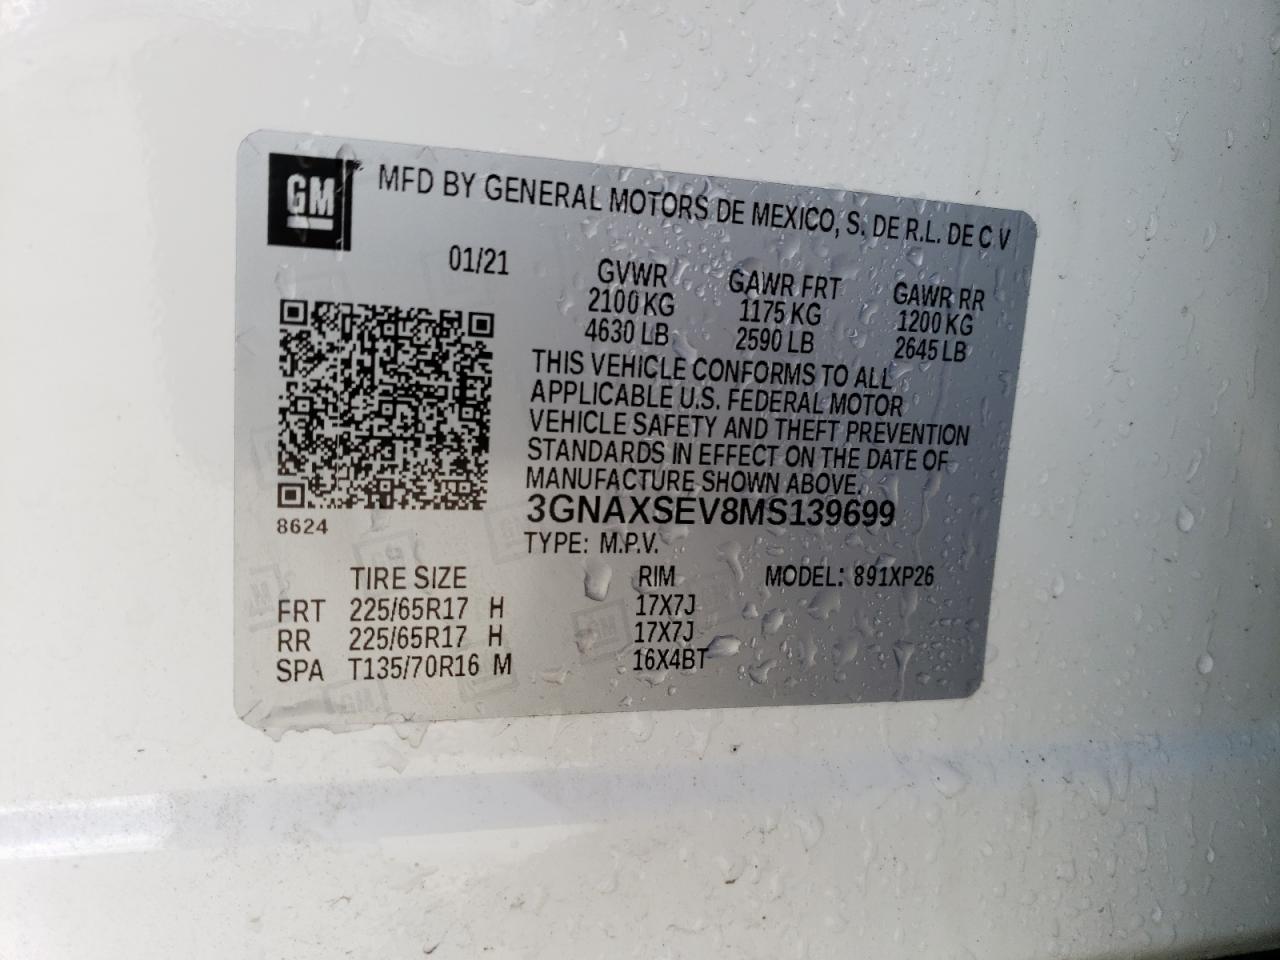 GM MFD BY GENERAL MOTORS DE MEXICO, S. DE R.L. DE C V
01/21
GVWR GAWR FRT GAWR RR
2100 KG 1175 KG 1200 KG
4630 LB 2590 LB 2645 LB
THIS VEHICLE CONFORMS TO ALL
APPLICABLE U.S. FEDERAL MOTOR
VEHICLE SAFETY AND THEFT PREVENTION
STANDARDS IN EFFECT ON THE DATE OF
MANUFACTURE SHOWN ABOVE.
3GNAXSEV8MS139699
8624
TYPE: M.P.V.
TIRE SIZE RIM MODEL: 891XP26
FRT 225/65R17 H 17X7J
RR 225/65R17 H 17X7J
SPA T135/70R16 M 16X4BT